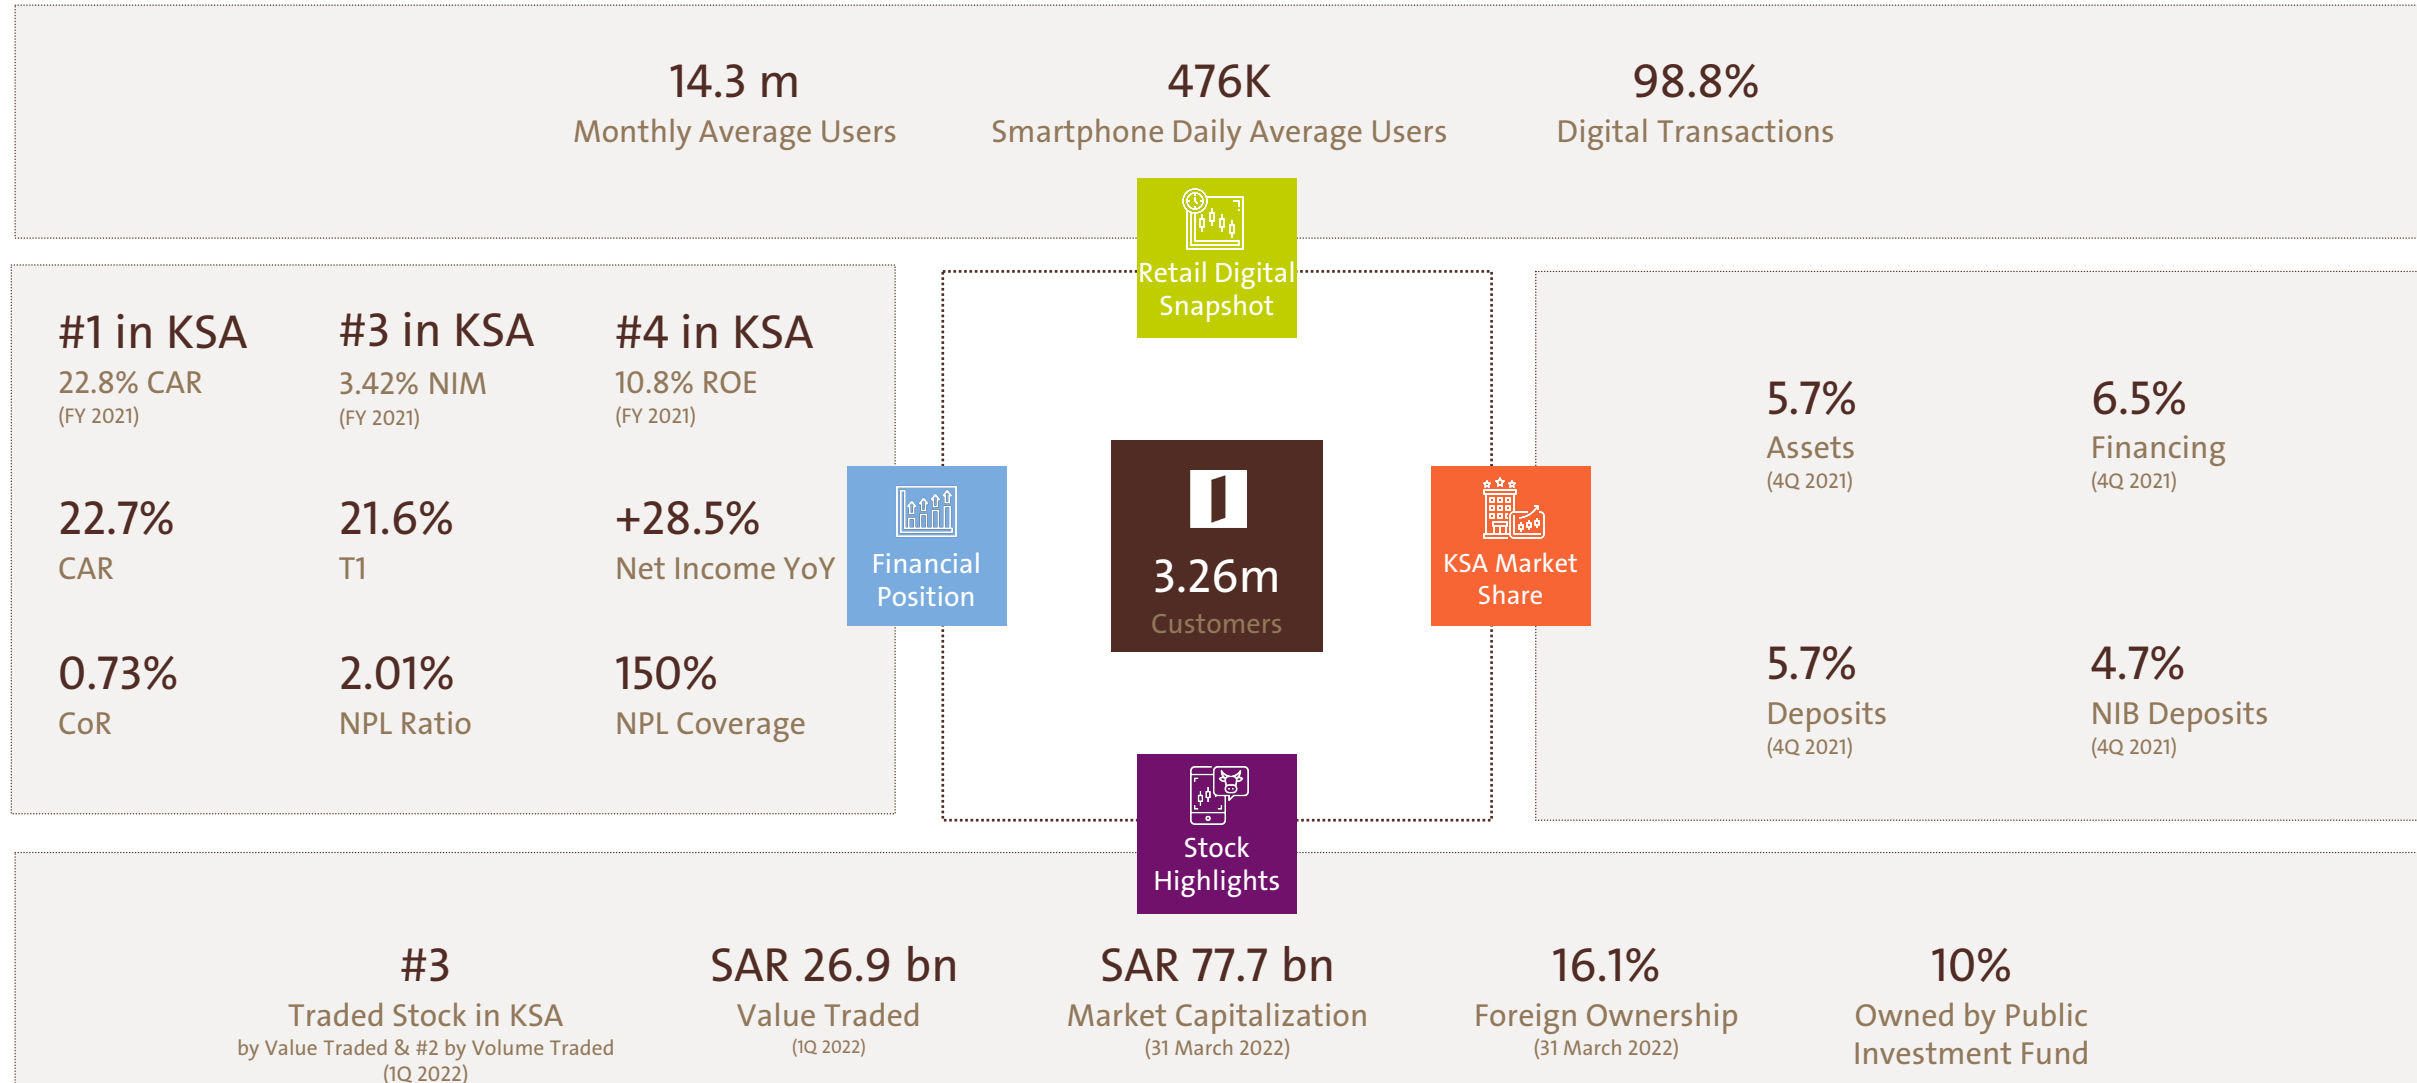 14.3 m
Monthly Average Users
476K
Smartphone Daily Average Users
98.8%
Digital Transactions
Retail Digital
Snapshot
#1 in KSA
22.8% CAR
(FY 2021)
#3 in KSA
3.42% NIM
(FY 2021)
#4 in KSA
10.8% ROE
(FY 2021)
22.7%
CAR
21.6%
T1
+28.5%
Net Income YoY
0.73%
CoR
2.01%
NPL Ratio
150%
NPL Coverage
Financial
Position
3.26m
Customers
KSA Market
Share
5.7%
Assets
(4Q 2021)
6.5%
Financing
(4Q 2021)
5.7%
Deposits
(4Q 2021)
4.7%
NIB Deposits
(4Q 2021)
Stock
Highlights
#3
Traded Stock in KSA
by Value Traded & #2 by Volume Traded
(1Q 2022)
SAR 26.9 bn
Value Traded
(1Q 2022)
SAR 77.7 bn
Market Capitalization
(31 March 2022)
16.1%
Foreign Ownership
(31 March 2022)
10%
Owned by Public
Investment Fund